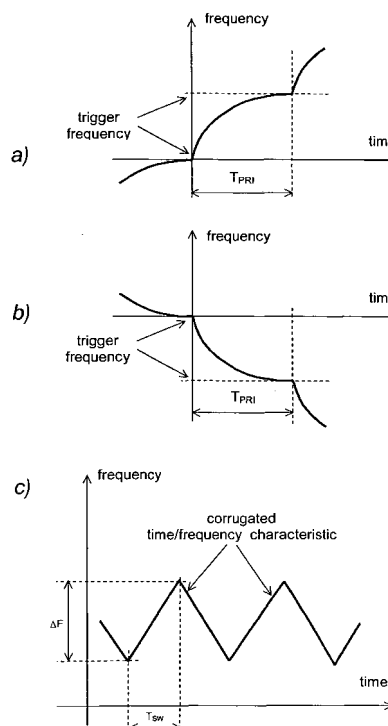 frequency
trigger
frequency
a)
tim
T_PRI
frequency
tim
b)
trigger
frequency
T_PRI
c)
frequency
corrugated
time/frequency characteristic
ΔF
time
T_sw